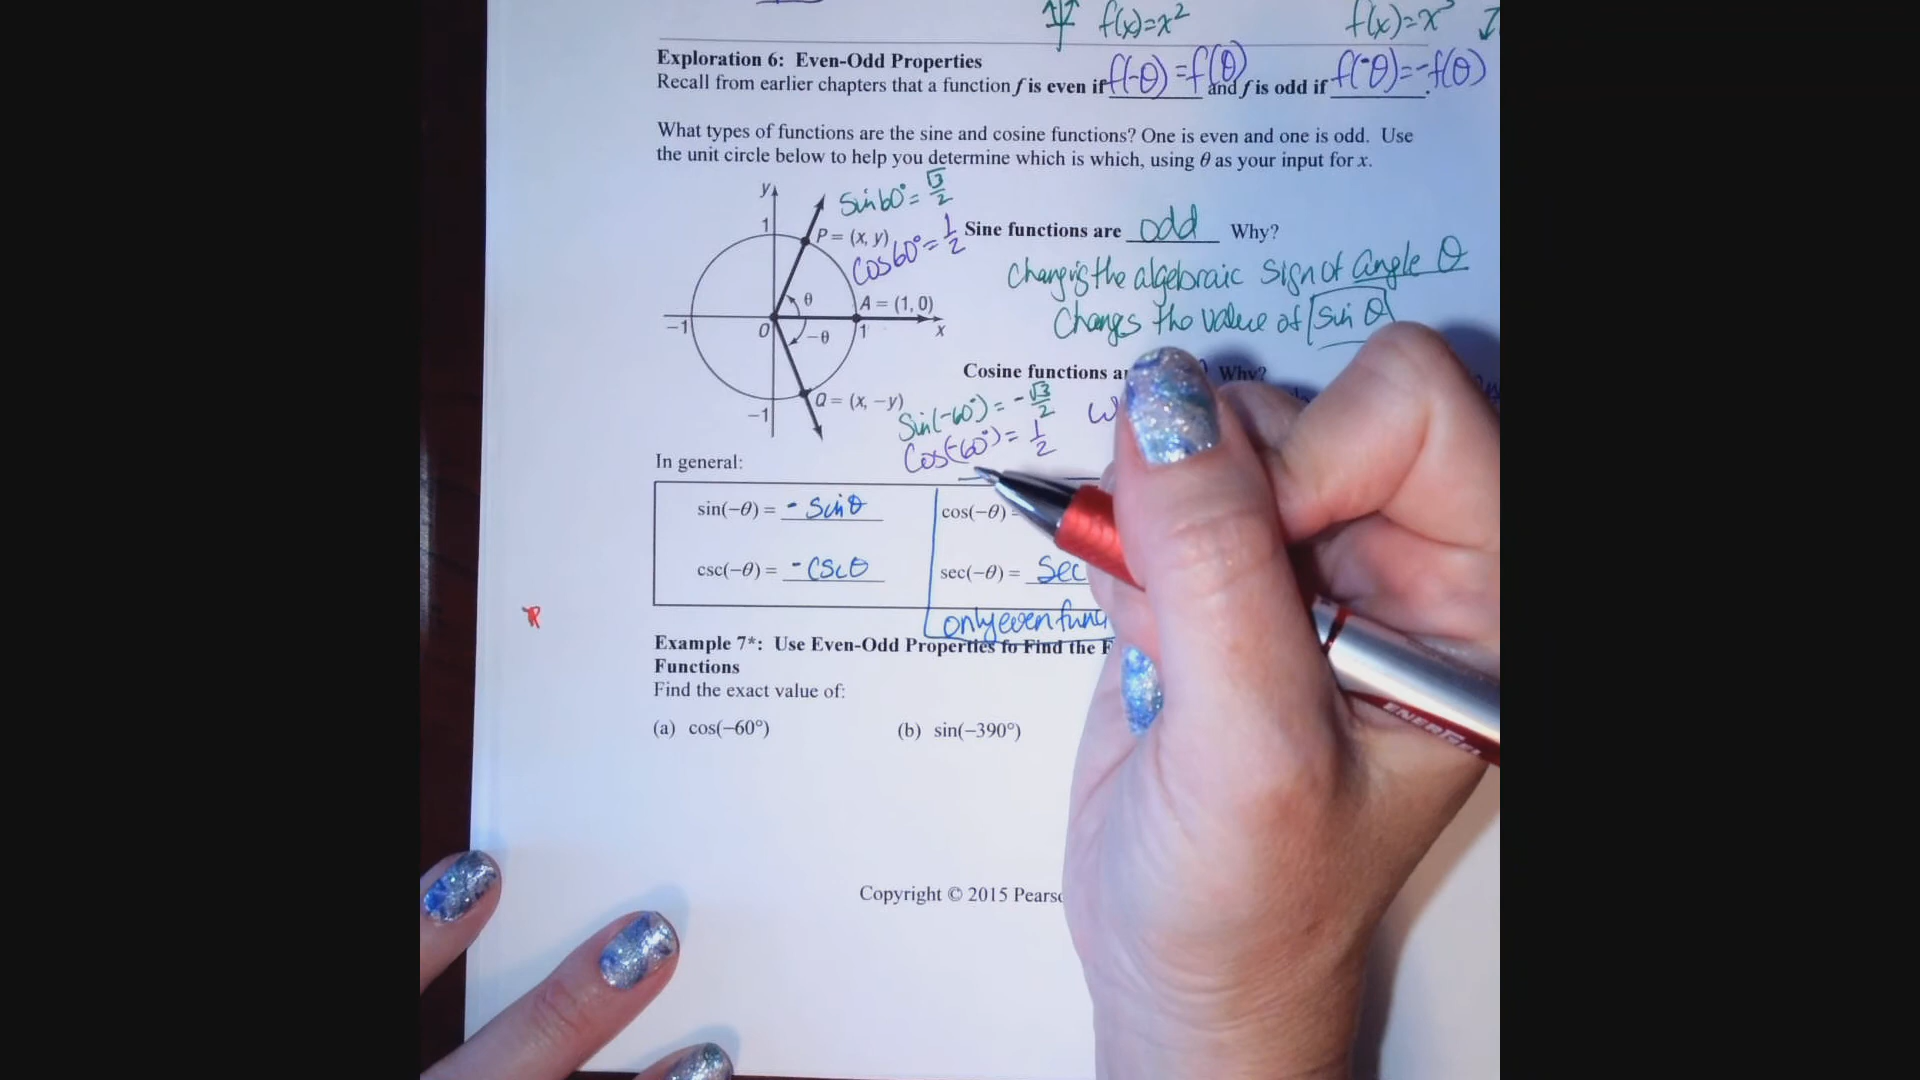 f(x)=x² f(x)=x³
Exploration 6: Even-Odd Properties
Recall from earlier chapters that a function f is even if f(-θ)=f(θ) and f is odd if f(-θ)=-f(θ).
What types of functions are the sine and cosine functions? One is even and one is odd. Use
the unit circle below to help you determine which is which, using θ as your input for x.
y
1
sin60°= √3/2
P = (x, y)
cos60°= 1/2
θ
A = (1, 0)
-1
O
-θ
1
x
-1
Q = (x, −y)
Sine functions are odd Why?
the algebraic sign of angle θ
Changes the value of sin θ
Cosine functions Why?
Sin(-60°)= -√3/2
Cos(-60°)= 1/2
In general:
sin(−θ) = - sinθ cos(−θ) =
csc(−θ) = - cscθ sec(−θ) = Sec
only even func
Example 7*: Use Even-Odd Properties to Find the
Functions
Find the exact value of:
(a) cos(−60°) (b) sin(−390°)
ENERGEL
Copyright © 2015